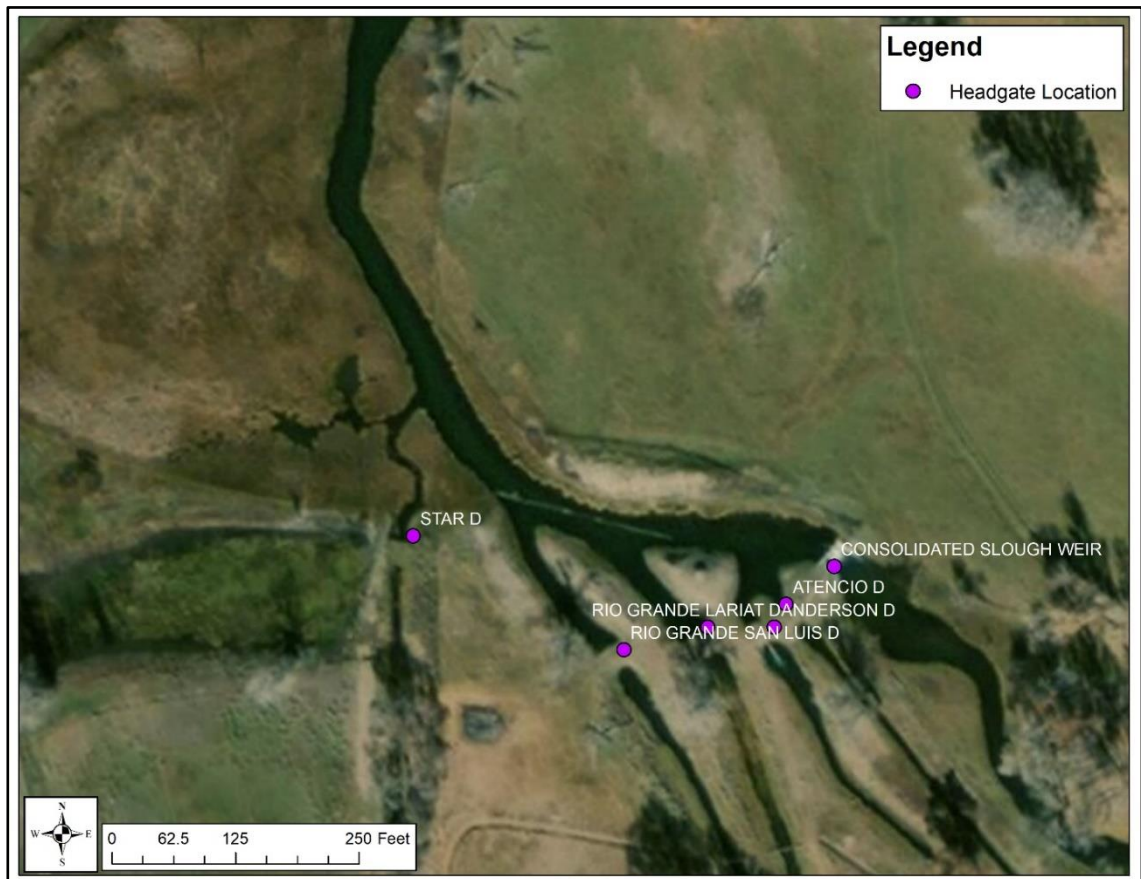 Legend
Headgate Location
STAR D
CONSOLIDATED SLOUGH WEIR
ATENCIO D
RIO GRANDE LARIAT DANDERSON D
RIO GRANDE SAN LUIS D
N
W E
S
0 62.5 125 250 Feet